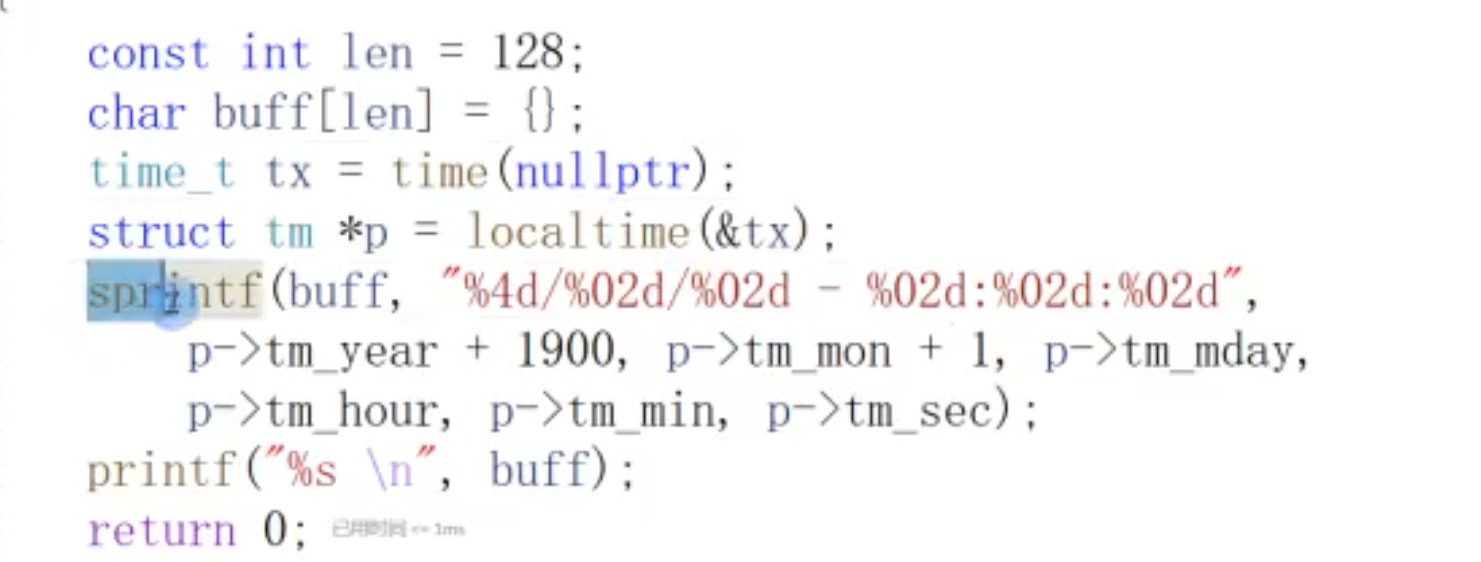 const int len = 128;
char buff[len] = {};
time_t tx = time(nullptr);
struct tm *p = localtime(&tx);
sprintf(buff, "%4d/%02d/%02d - %02d:%02d:%02d",
p->tm_year + 1900, p->tm_mon + 1, p->tm_mday,
p->tm_hour, p->tm_min, p->tm_sec);
printf("%s \n", buff);
return 0; 已用时间 <= 1ms